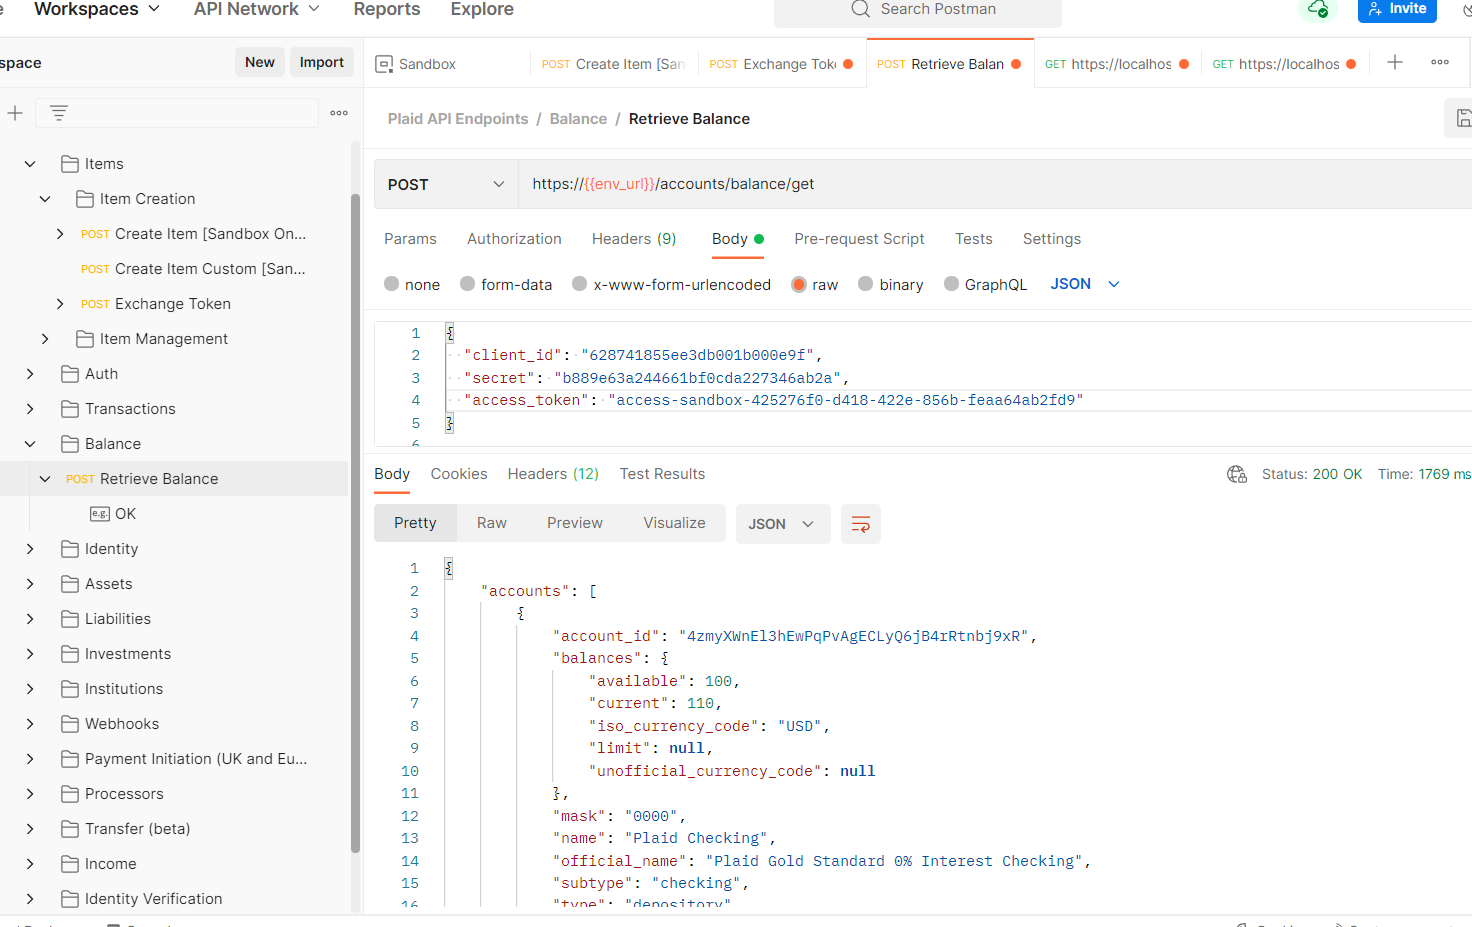 Workspaces
API Network
Reports
Explore
Search Postman
Invite
space
New
Import
Sandbox
POST Create Item [San
POST Exchange Tok
POST Retrieve Balan
GET https://localhos
GET https://localhos
Plaid API Endpoints / Balance / Retrieve Balance
Items
Item Creation
POST Create Item [Sandbox On...
POST Create Item Custom [San...
POST Exchange Token
Item Management
Auth
Transactions
Balance
POST Retrieve Balance
e.g. OK
Identity
Assets
Liabilities
Investments
Institutions
Webhooks
Payment Initiation (UK and Eu...
Processors
Transfer (beta)
Income
Identity Verification
POST
https://{{env_url}}/accounts/balance/get
Params
Authorization
Headers (9)
Body
Pre-request Script
Tests
Settings
none
form-data
x-www-form-urlencoded
raw
binary
GraphQL
JSON
1 {
2 "client_id": "628741855ee3db001b000e9f",
3 "secret": "b889e63a244661bf0cda227346ab2a",
4 "access_token": "access-sandbox-425276f0-d418-422e-856b-feaa64ab2fd9"
5 }
6
Body
Cookies
Headers (12)
Test Results
Status: 200 OK
Time: 1769 ms
Pretty
Raw
Preview
Visualize
JSON
1 {
2 "accounts": [
3 {
4 "account_id": "4zmyXWnEl3hEwPqPvAgECLyQ6jB4rRtnbj9xR",
5 "balances": {
6 "available": 100,
7 "current": 110,
8 "iso_currency_code": "USD",
9 "limit": null,
10 "unofficial_currency_code": null
11 },
12 "mask": "0000",
13 "name": "Plaid Checking",
14 "official_name": "Plaid Gold Standard 0% Interest Checking",
15 "subtype": "checking",
16 "type": "depository"